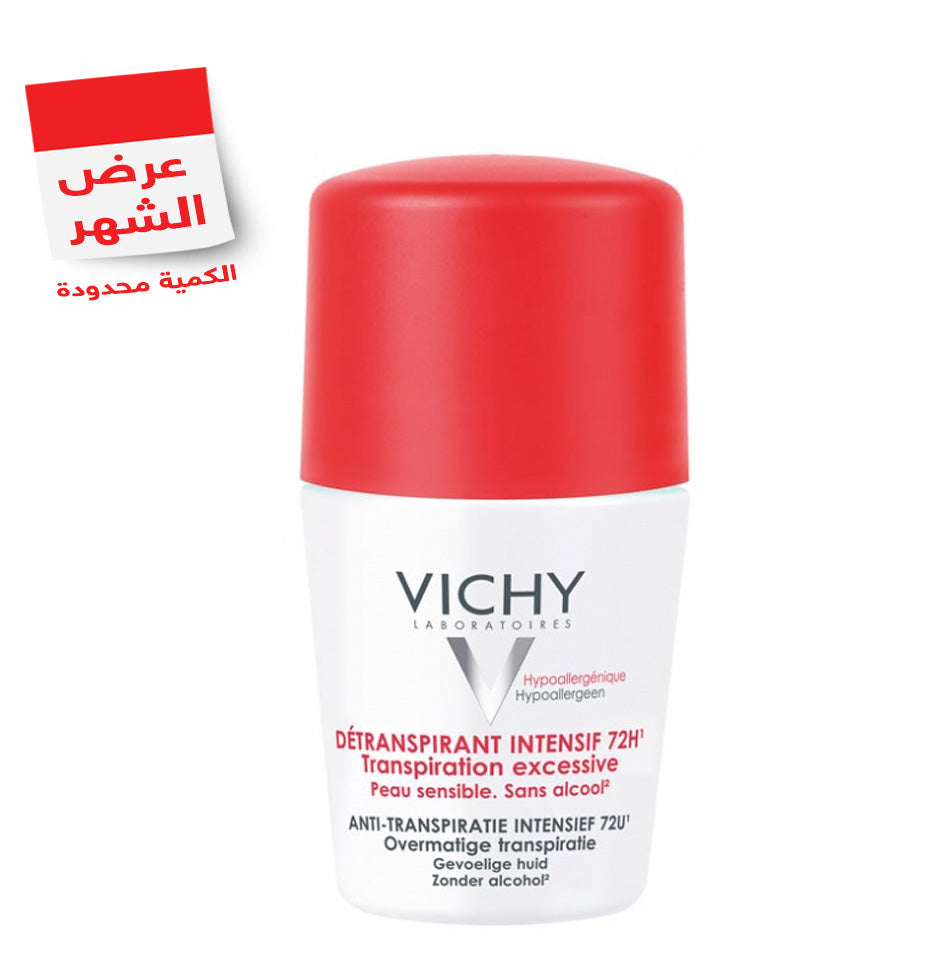 عرض
الشهر
الكمية محدودة
VICHY
LABORATOIRES
Hypoallergénique
Hypoallergeen
DÉTRANSPIRANT INTENSIF 72H¹
Transpiration excessive
Peau sensible. Sans alcool²
ANTI-TRANSPIRATIE INTENSIEF 72U¹
Overmatige transpiratie
Gevoelige huid
Zonder alcohol²